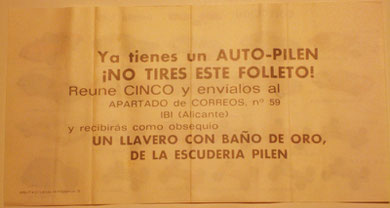 Ya tienes un AUTO-PILEN
¡NO TIRES ESTE FOLLETO!
Reune CINCO y envíalos al
APARTADO de CORREOS, nº 59
IBI (Alicante)
y recibirás como obsequio
UN LLAVERO CON BAÑO DE ORO,
DE LA ESCUDERIA PILEN